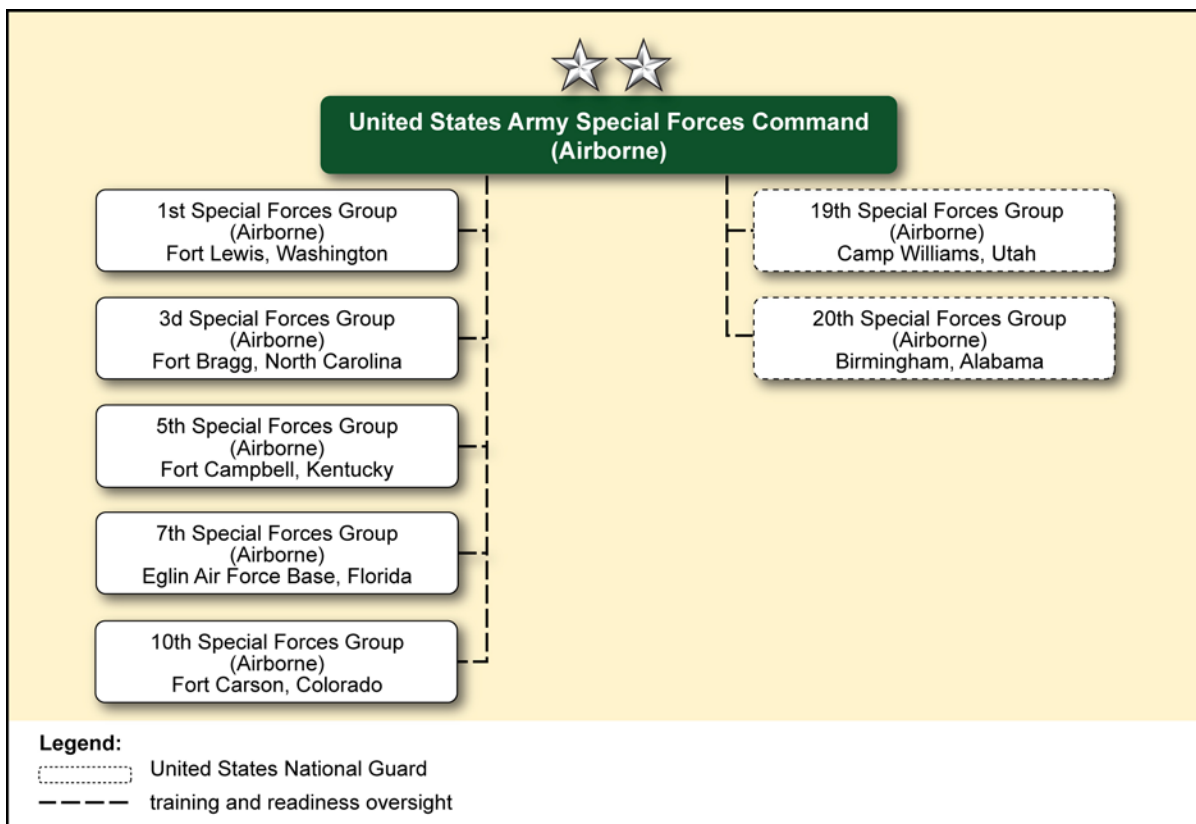 United States Army Special Forces Command
(Airborne)
1st Special Forces Group
(Airborne)
Fort Lewis, Washington
3d Special Forces Group
(Airborne)
Fort Bragg, North Carolina
5th Special Forces Group
(Airborne)
Fort Campbell, Kentucky
7th Special Forces Group
(Airborne)
Eglin Air Force Base, Florida
10th Special Forces Group
(Airborne)
Fort Carson, Colorado
19th Special Forces Group
(Airborne)
Camp Williams, Utah
20th Special Forces Group
(Airborne)
Birmingham, Alabama
Legend:
United States National Guard
training and readiness oversight